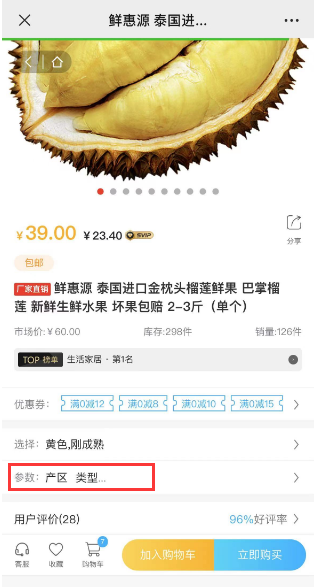 鲜惠源 泰国进...
¥39.00 ¥23.40 SVIP
分享
包邮
厂家直销 鲜惠源 泰国进口金枕头榴莲鲜果 巴掌榴
莲 新鲜生鲜水果 坏果包赔 2-3斤（单个）
市场价:¥60.00 库存:298件 销量:126件
TOP 榜单 生活家居 · 第1名
优惠券： 满0减12 满0减8 满0减10 满0减15
选择： 黄色,刚成熟
参数： 产区 类型...
用户评价(28) 96%好评率
7
客服 收藏 购物车 加入购物车 立即购买